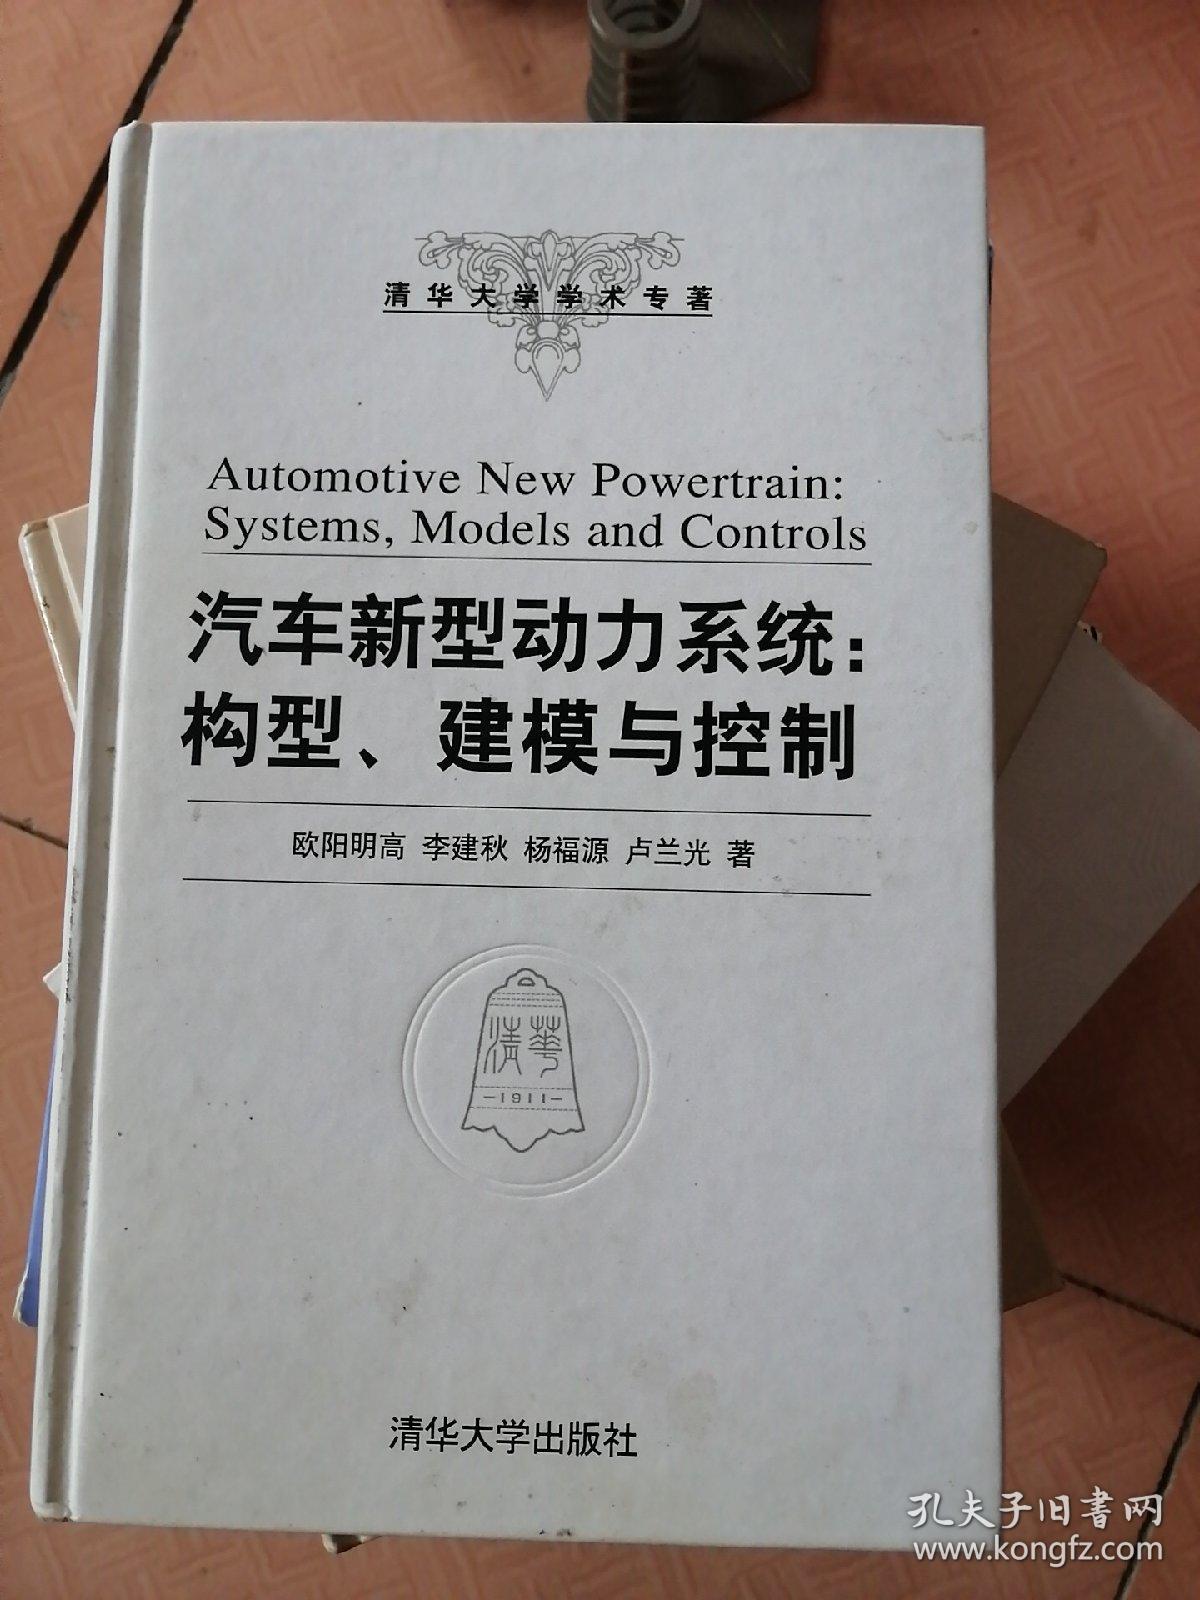 清华大学学术专著
Automotive New Powertrain:
Systems, Models and Controls
汽车新型动力系统:
构型、建模与控制
欧阳明高 李建秋 杨福源 卢兰光 著
清華
-1911-
清华大学出版社
孔夫子旧書网
www.kongfz.com